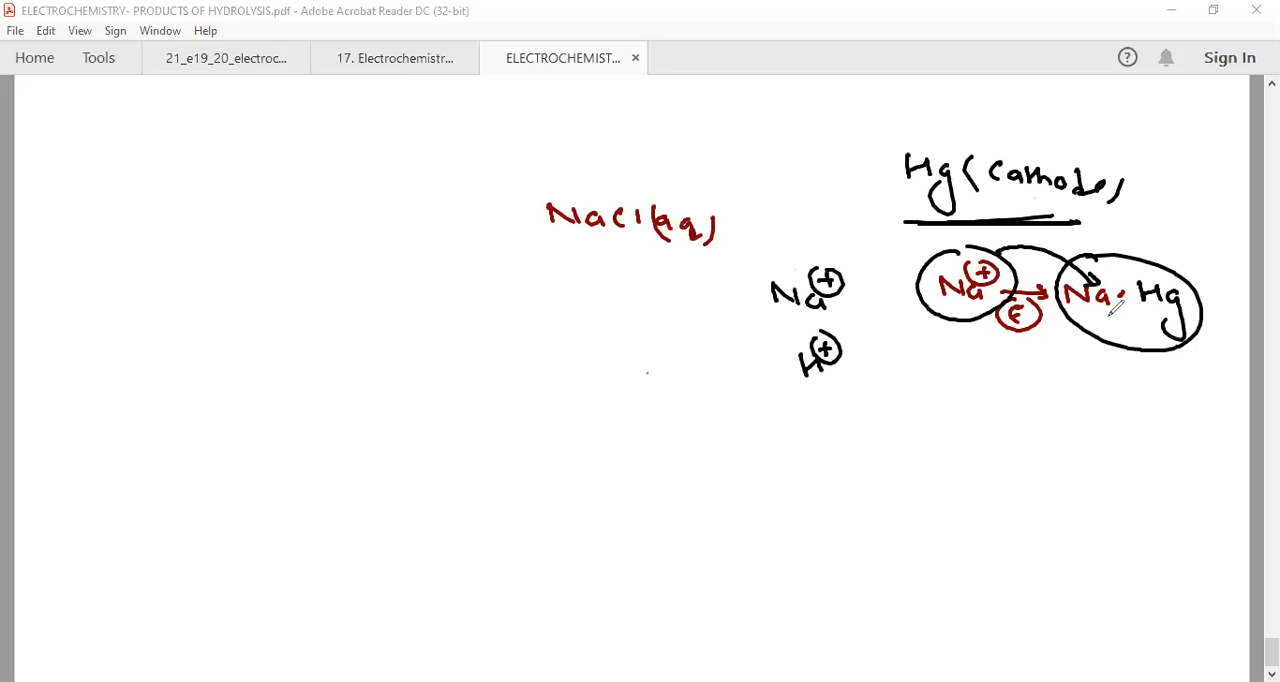 ELECTROCHEMISTRY- PRODUCTS OF HYDROLYSIS.pdf - Adobe Acrobat Reader DC (32-bit)
File Edit View Sign Window Help
Home Tools 21_e19_20_electroc... 17. Electrochemistr... ELECTROCHEMIST... × ? Sign In
Hg (Cathode)
NaCl(aq)
Na+ → Na. Hg
e
Na+
H+